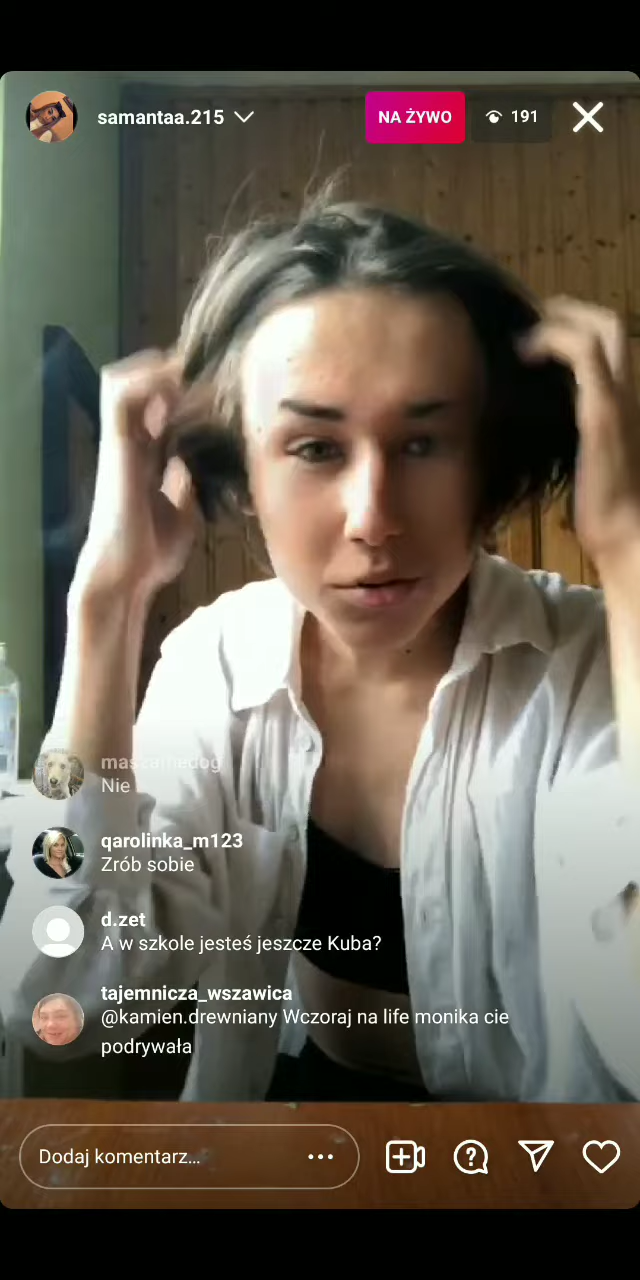 samantaa.215
NA ŻYWO
191
maszathedog
Nie
qarolinka_m123
Zrób sobie
d.zet
A w szkole jesteś jeszcze Kuba?
tajemnicza_wszawica
@kamien.drewniany Wczoraj na life monika cie
podrywała
Dodaj komentarz...